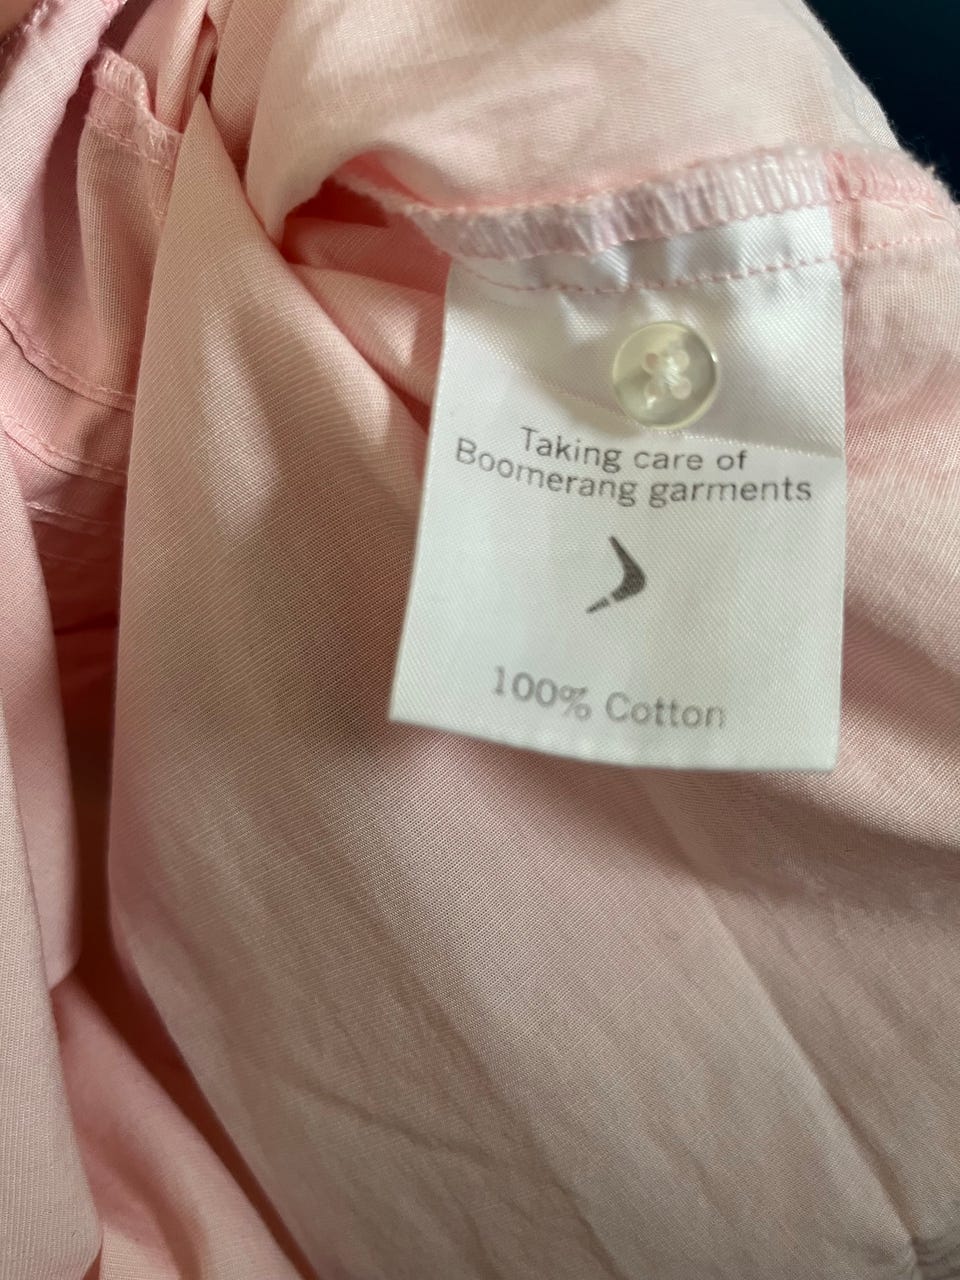 Taking care of
Boomerang garments
100% Cotton